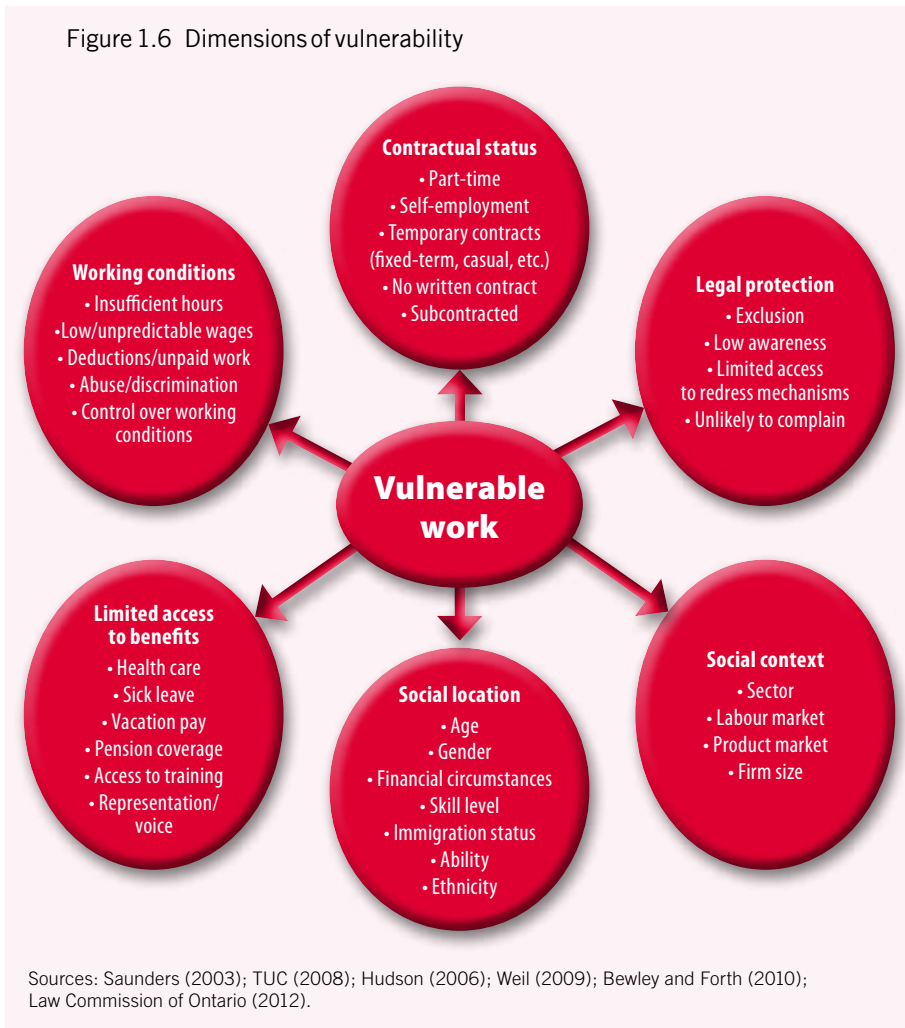 Figure 1.6 Dimensions of vulnerability
Contractual status
• Part-time
• Self-employment
• Temporary contracts
(fixed-term, casual, etc.)
• No written contract
• Subcontracted
Working conditions
• Insufficient hours
•Low/unpredictable wages
• Deductions/unpaid work
• Abuse/discrimination
• Control over working
conditions
Legal protection
• Exclusion
• Low awareness
• Limited access
to redress mechanisms
• Unlikely to complain
Vulnerable
work
Limited access
to benefits
• Health care
• Sick leave
• Vacation pay
• Pension coverage
• Access to training
• Representation/
voice
Social location
• Age
• Gender
• Financial circumstances
• Skill level
• Immigration status
• Ability
• Ethnicity
Social context
• Sector
• Labour market
• Product market
• Firm size
Sources: Saunders (2003); TUC (2008); Hudson (2006); Weil (2009); Bewley and Forth (2010);
Law Commission of Ontario (2012).